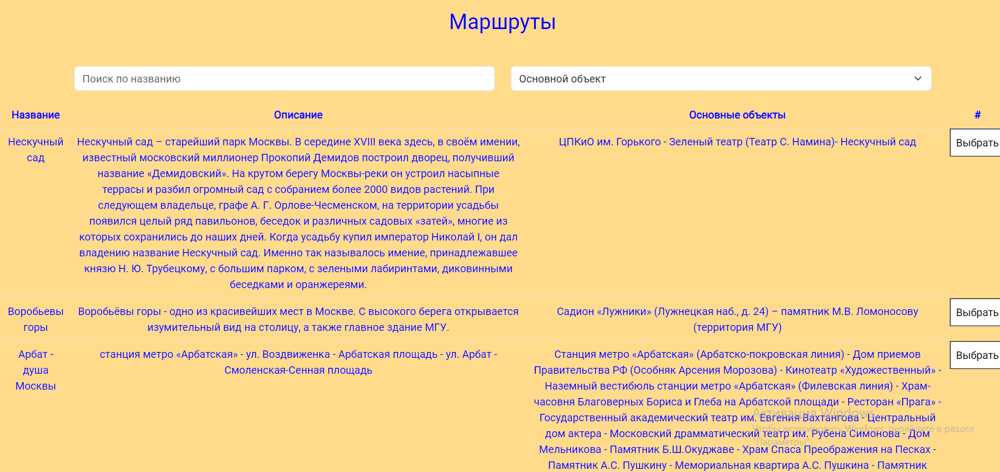 Маршруты
Поиск по названию
Основной объект
Название
Описание
Основные объекты
#
Нескучный
сад
Нескучный сад – старейший парк Москвы. В середине XVIII века здесь, в своём имении,
известный московский миллионер Прокопий Демидов построил дворец, получивший
название «Демидовский». На крутом берегу Москвы-реки он устроил насыпные
террасы и разбил огромный сад с собранием более 2000 видов растений. При
следующем владельце, графе А. Г. Орлове-Чесменском, на территории усадьбы
появился целый ряд павильонов, беседок и различных садовых «затей», многие из
которых сохранились до наших дней. Когда усадьбу купил император Николай I, он дал
владению название Нескучный сад. Именно так называлось имение, принадлежавшее
князю Н. Ю. Трубецкому, с большим парком, с зелеными лабиринтами, диковинными
беседками и оранжереями.
ЦПКиО им. Горького - Зеленый театр (Театр С. Намина)- Нескучный сад
Выбрать
Воробьевы
горы
Воробьёвы горы - одно из красивейших мест в Москве. С высокого берега открывается
изумительный вид на столицу, а также главное здание МГУ.
Садион «Лужники» (Лужнецкая наб., д. 24) – памятник М.В. Ломоносову
(территория МГУ)
Выбрать
Арбат -
душа
Москвы
станция метро «Арбатская» - ул. Воздвиженка - Арбатская площадь - ул. Арбат -
Смоленская-Сенная площадь
Станция метро «Арбатская» (Арбатско-покровская линия) - Дом приемов
Правительства РФ (Особняк Арсения Морозова) - Кинотеатр «Художественный» -
Наземный вестибюль станции метро «Арбатская» (Филевская линия) - Храм-
часовня Благоверных Бориса и Глеба на Арбатской площади - Ресторан «Прага» -
Государственный академический театр им. Евгения Вахтангова - Центральный
дом актера - Московский драмматический театр им. Рубена Симонова - Дом
Мельникова - Памятник Б.Ш.Окуджаве - Храм Спаса Преображения на Песках -
Памятник А.С. Пушкину - Мемориальная квартира А.С. Пушкина - Памятник
Выбрать
Активация Windows
Чтобы активировать Windows, перейдите в раздел
"Параметры".